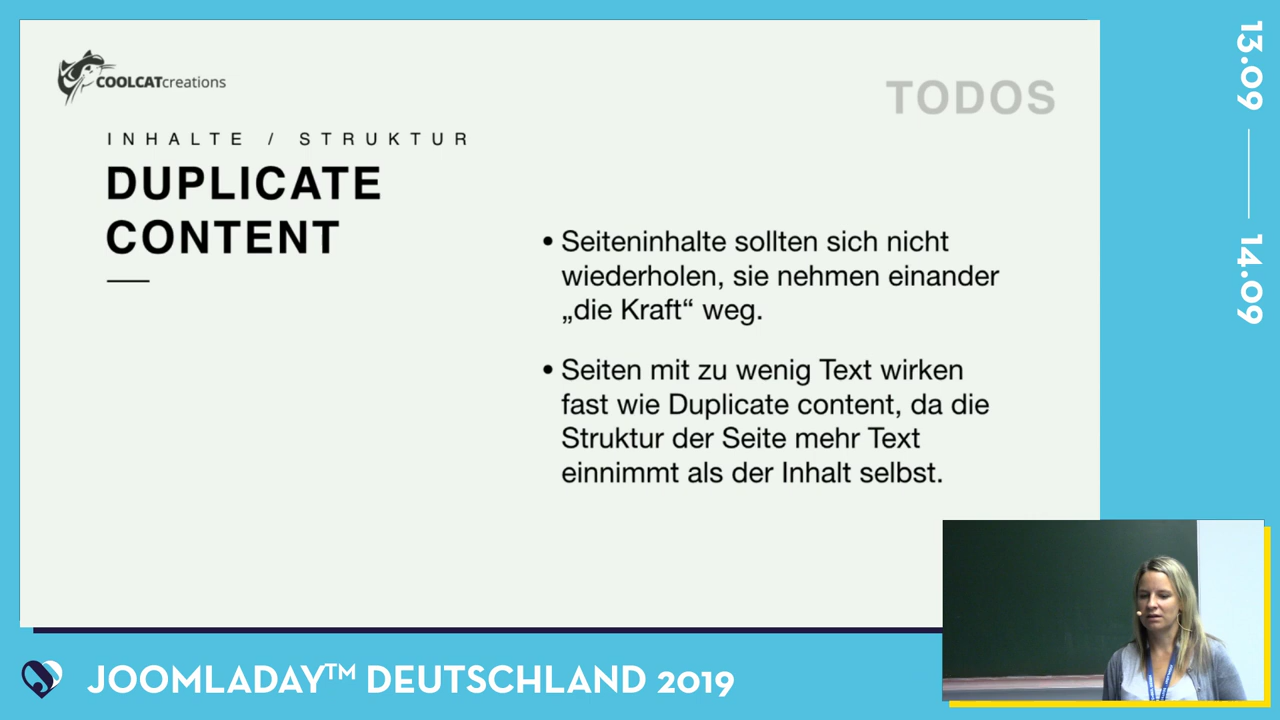 COOLCATcreations
TODOS
INHALTE / STRUKTUR
DUPLICATE
CONTENT
• Seiteninhalte sollten sich nicht
wiederholen, sie nehmen einander
„die Kraft“ weg.
• Seiten mit zu wenig Text wirken
fast wie Duplicate content, da die
Struktur der Seite mehr Text
einnimmt als der Inhalt selbst.
13.09
14.09
JOOMLADAY™ DEUTSCHLAND 2019